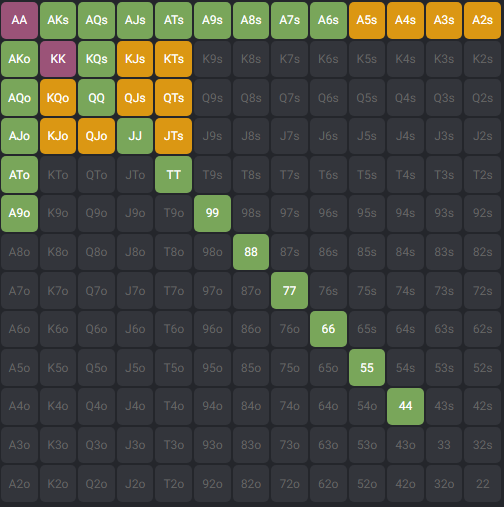 AA AKs AQs AJs ATs A9s A8s A7s A6s A5s A4s A3s A2s
AKo KK KQs KJs KTs K9s K8s K7s K6s K5s K4s K3s K2s
AQo KQo QQ QJs QTs Q9s Q8s Q7s Q6s Q5s Q4s Q3s Q2s
AJo KJo QJo JJ JTs J9s J8s J7s J6s J5s J4s J3s J2s
ATo KTo QTo JTo TT T9s T8s T7s T6s T5s T4s T3s T2s
A9o K9o Q9o J9o T9o 99 98s 97s 96s 95s 94s 93s 92s
A8o K8o Q8o J8o T8o 98o 88 87s 86s 85s 84s 83s 82s
A7o K7o Q7o J7o T7o 97o 87o 77 76s 75s 74s 73s 72s
A6o K6o Q6o J6o T6o 96o 86o 76o 66 65s 64s 63s 62s
A5o K5o Q5o J5o T5o 95o 85o 75o 65o 55 54s 53s 52s
A4o K4o Q4o J4o T4o 94o 84o 74o 64o 54o 44 43s 42s
A3o K3o Q3o J3o T3o 93o 83o 73o 63o 53o 43o 33 32s
A2o K2o Q2o J2o T2o 92o 82o 72o 62o 52o 42o 32o 22